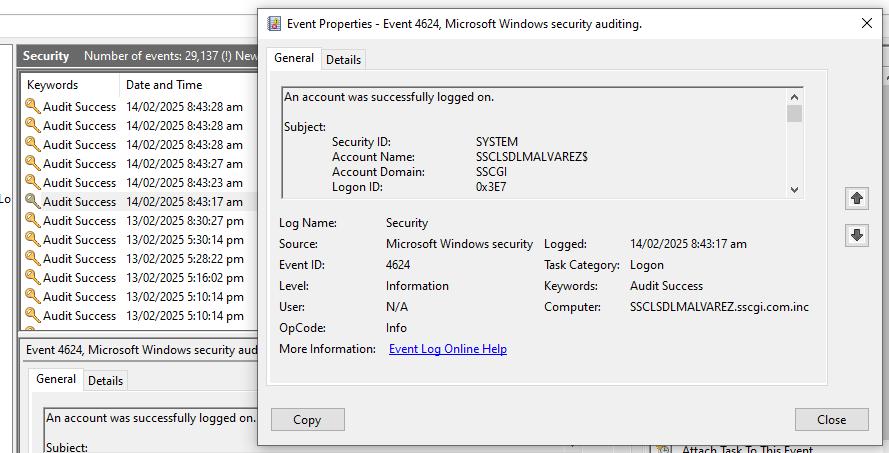 Security Number of events: 29,137 (!) New
Keywords Date and Time
Audit Success 14/02/2025 8:43:28 am
Audit Success 14/02/2025 8:43:28 am
Audit Success 14/02/2025 8:43:28 am
Audit Success 14/02/2025 8:43:27 am
Audit Success 14/02/2025 8:43:23 am
Audit Success 14/02/2025 8:43:17 am
Audit Success 13/02/2025 8:30:27 pm
Audit Success 13/02/2025 5:30:14 pm
Audit Success 13/02/2025 5:28:22 pm
Audit Success 13/02/2025 5:16:02 pm
Audit Success 13/02/2025 5:10:14 pm
Audit Success 13/02/2025 5:10:14 pm
Lo
Event 4624, Microsoft Windows security aud
General Details
An account was successfully logged on.
Subject:
Event Properties - Event 4624, Microsoft Windows security auditing.
General Details
An account was successfully logged on.
Subject:
Security ID: SYSTEM
Account Name: SSCLSDLMALVAREZ$
Account Domain: SSCGI
Logon ID: 0x3E7
Log Name: Security
Source: Microsoft Windows security Logged: 14/02/2025 8:43:17 am
Event ID: 4624 Task Category: Logon
Level: Information Keywords: Audit Success
User: N/A Computer: SSCLSDLMALVAREZ.sscgi.com.inc
OpCode: Info
More Information: Event Log Online Help
Copy Close
Attach Task To This Event